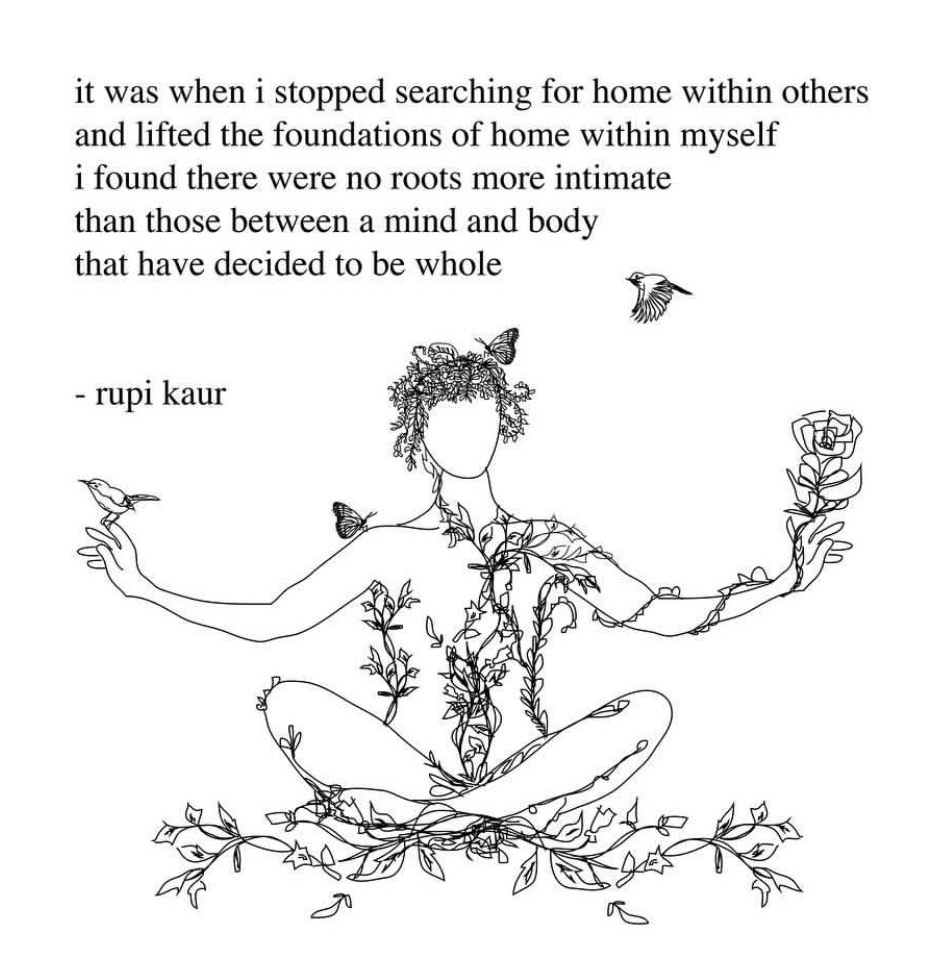 it was when i stopped searching for home within others
and lifted the foundations of home within myself
i found there were no roots more intimate
than those between a mind and body
that have decided to be whole
- rupi kaur